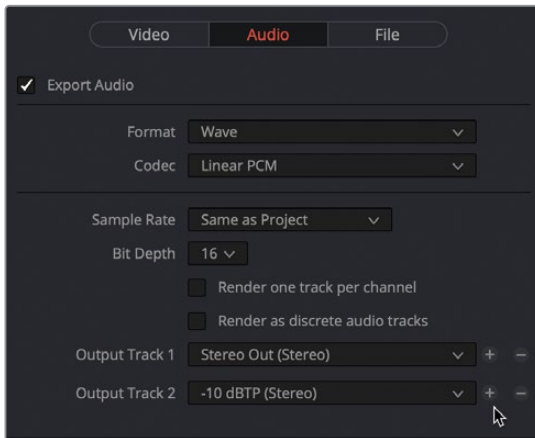 Video Audio File
Export Audio
Format Wave
Codec Linear PCM
Sample Rate Same as Project
Bit Depth 16
Render one track per channel
Render as discrete audio tracks
Output Track 1 Stereo Out (Stereo) + −
Output Track 2 -10 dBTP (Stereo) + −